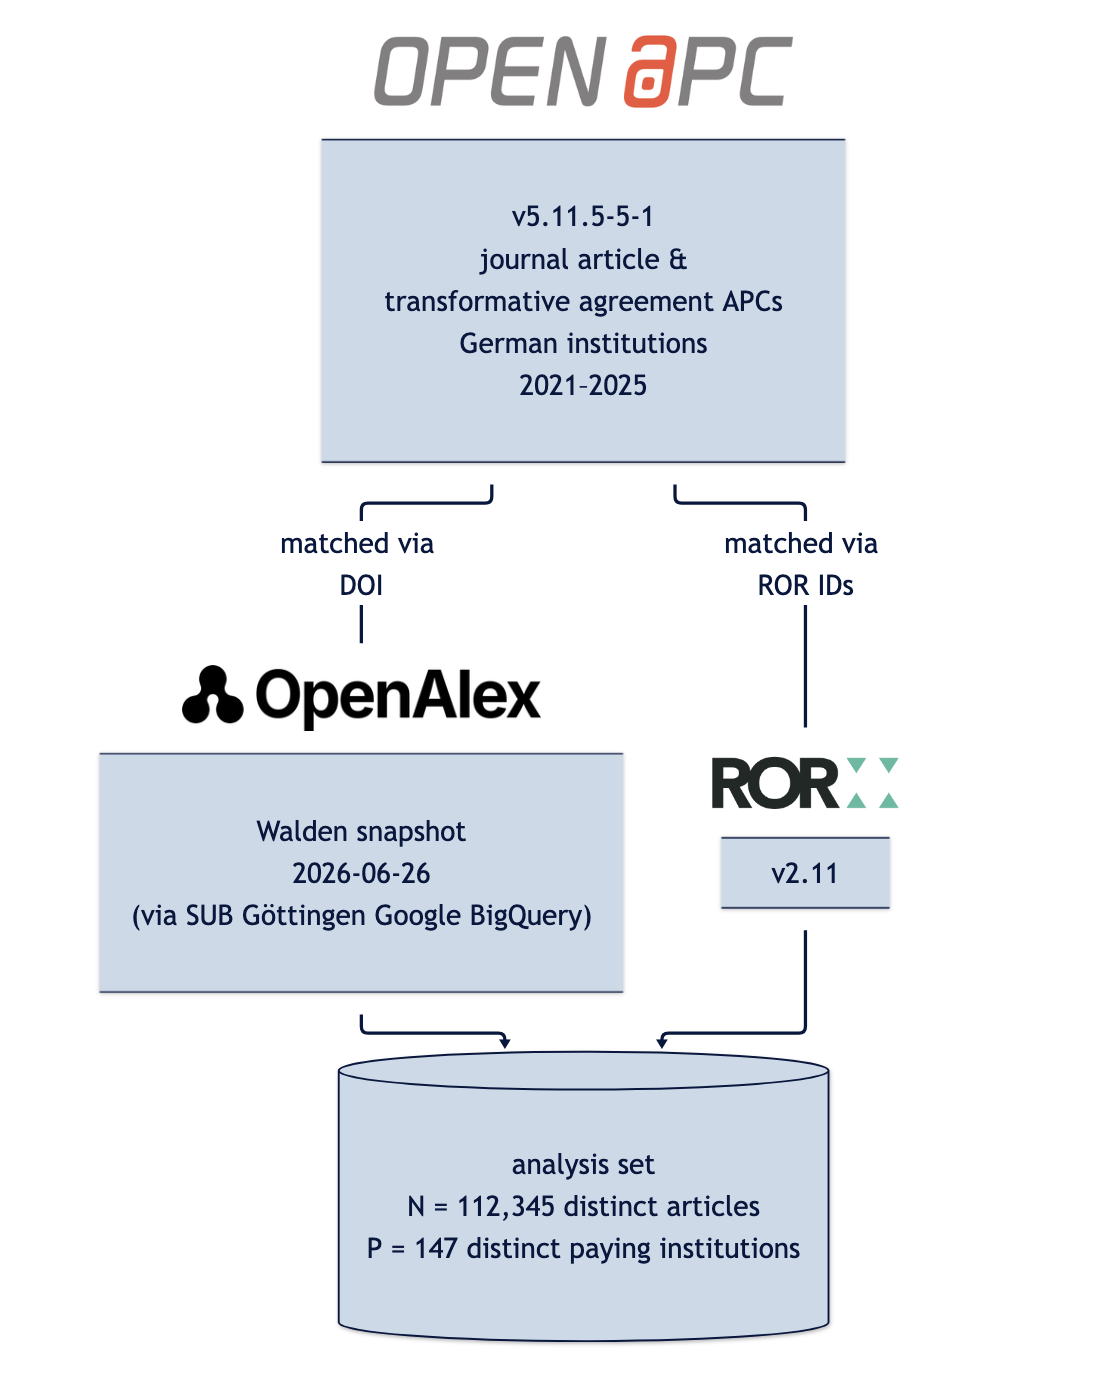 OPEN APC
v5.11.5-5-1
journal article &
transformative agreement APCs
German institutions
2021–2025
matched via
DOI
matched via
ROR IDs
OpenAlex
Walden snapshot
2026-06-26
(via SUB Göttingen Google BigQuery)
ROR
v2.11
analysis set
N = 112,345 distinct articles
P = 147 distinct paying institutions